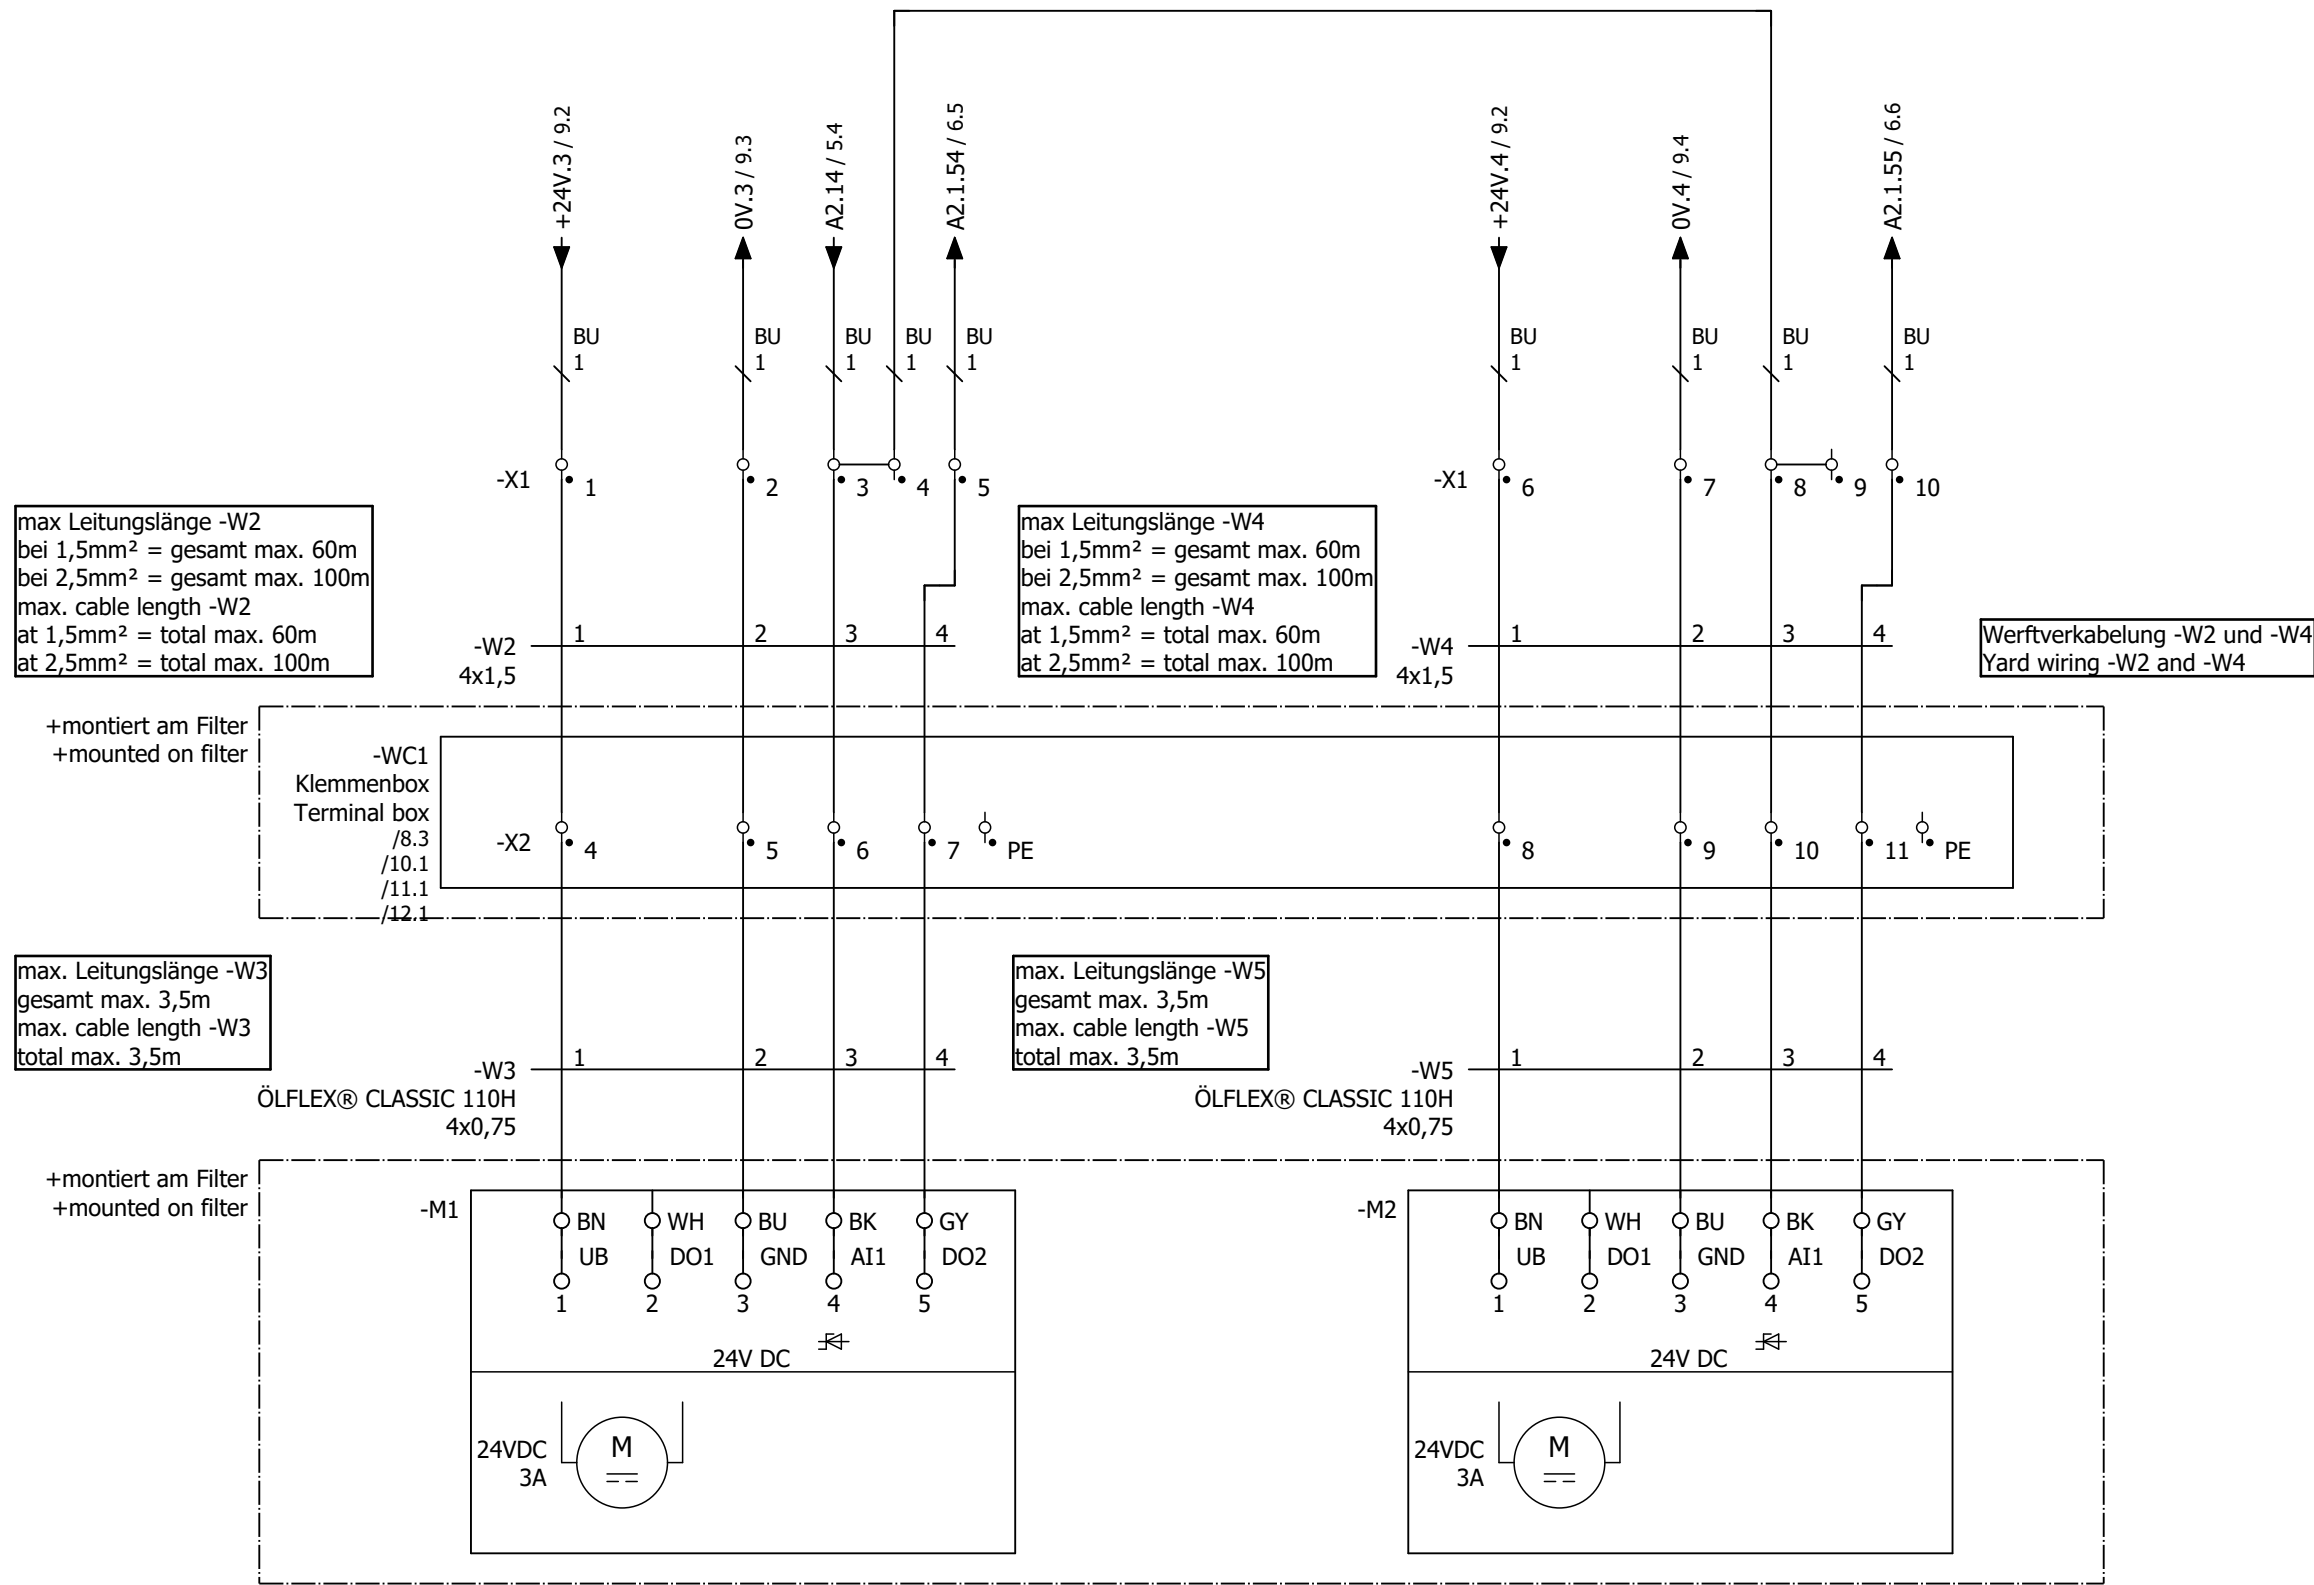 +24V.3 / 9.2
0V.3 / 9.3
A2.14 / 5.4
A2.1.54 / 6.5
+24V.4 / 9.2
0V.4 / 9.4
A2.1.55 / 6.6
BU
1
BU
1
BU
1
BU
1
BU
1
BU
1
BU
1
BU
1
BU
1
-X1
1
2
3
4
5
-X1
6
7
8
9
10
max Leitungslänge -W2
bei 1,5mm² = gesamt max. 60m
bei 2,5mm² = gesamt max. 100m
max. cable length -W2
at 1,5mm² = total max. 60m
at 2,5mm² = total max. 100m
-W2
4x1,5
1
2
3
4
max Leitungslänge -W4
bei 1,5mm² = gesamt max. 60m
bei 2,5mm² = gesamt max. 100m
max. cable length -W4
at 1,5mm² = total max. 60m
at 2,5mm² = total max. 100m
-W4
4x1,5
1
2
3
4
Werftverkabelung -W2 und -W4
Yard wiring -W2 and -W4
+montiert am Filter
+mounted on filter
-WC1
Klemmenbox
Terminal box
/8.3
/10.1
/11.1
/12.1
-X2
4
5
6
7
PE
8
9
10
11
PE
max. Leitungslänge -W3
gesamt max. 3,5m
max. cable length -W3
total max. 3,5m
-W3
ÖLFLEX® CLASSIC 110H
4x0,75
1
2
3
4
max. Leitungslänge -W5
gesamt max. 3,5m
max. cable length -W5
total max. 3,5m
-W5
ÖLFLEX® CLASSIC 110H
4x0,75
1
2
3
4
+montiert am Filter
+mounted on filter
-M1
BN
WH
BU
BK
GY
UB
DO1
GND
AI1
DO2
1
2
3
4
5
24V DC
24VDC
3A
M
-M2
BN
WH
BU
BK
GY
UB
DO1
GND
AI1
DO2
1
2
3
4
5
24V DC
24VDC
3A
M